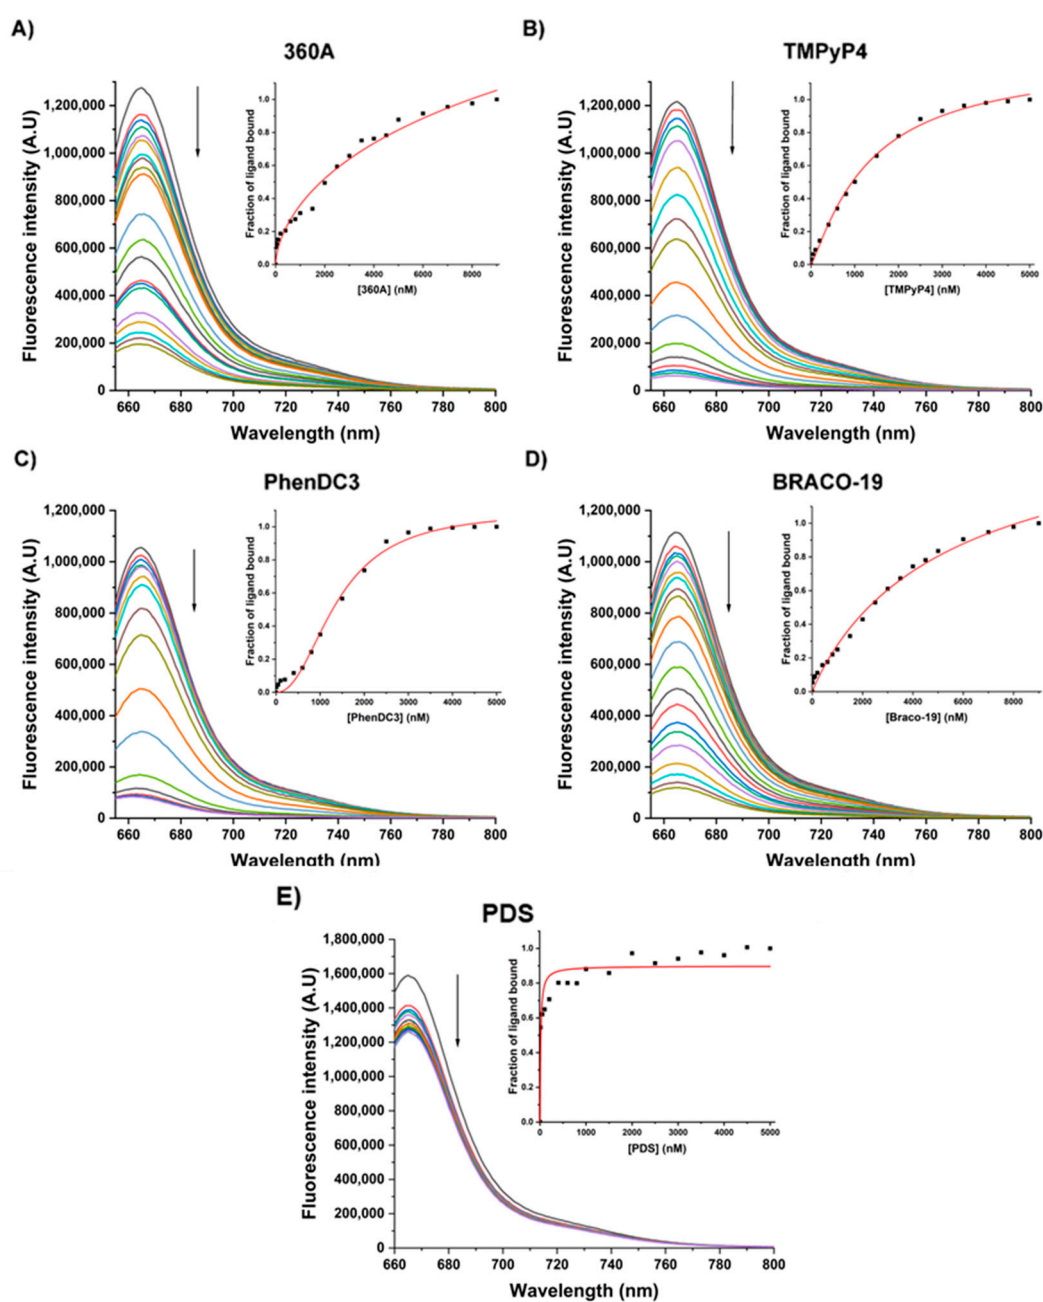 A)
360A
Fluorescence intensity (A.U)
1,200,000
1,000,000
800,000
600,000
400,000
200,000
0
660 680 700 720 740 760 780 800
Wavelength (nm)
Fraction of ligand bound
1.0
0.8
0.6
0.4
0.2
0.0
0 2000 4000 6000 8000
[360A] (nM)
B)
TMPyP4
Fluorescence intensity (A.U)
1,200,000
1,000,000
800,000
600,000
400,000
200,000
0
660 680 700 720 740 760 780 800
Wavelength (nm)
Fraction of ligand bound
1.0
0.8
0.6
0.4
0.2
0.0
0 1000 2000 3000 4000 5000
[TMPyP4] (nM)
C)
PhenDC3
Fluorescence intensity (A.U)
1,200,000
1,000,000
800,000
600,000
400,000
200,000
0
660 680 700 720 740 760 780 800
Wavelength (nm)
Fraction of ligand bound
1.0
0.8
0.6
0.4
0.2
0.0
0 1000 2000 3000 4000 5000
[PhenDC3] (nM)
D)
BRACO-19
Fluorescence intensity (A.U)
1,200,000
1,000,000
800,000
600,000
400,000
200,000
0
660 680 700 720 740 760 780 800
Wavelength (nm)
Fraction of ligand bound
1.0
0.8
0.6
0.4
0.2
0.0
0 2000 4000 6000 8000
[Braco-19] (nM)
E)
PDS
Fluorescence intensity (A.U)
1,800,000
1,600,000
1,400,000
1,200,000
1,000,000
800,000
600,000
400,000
200,000
0
660 680 700 720 740 760 780 800
Wavelength (nm)
Fraction of ligand bound
1.0
0.8
0.6
0.4
0.2
0.0
0 1000 2000 3000 4000 5000
[PDS] (nM)